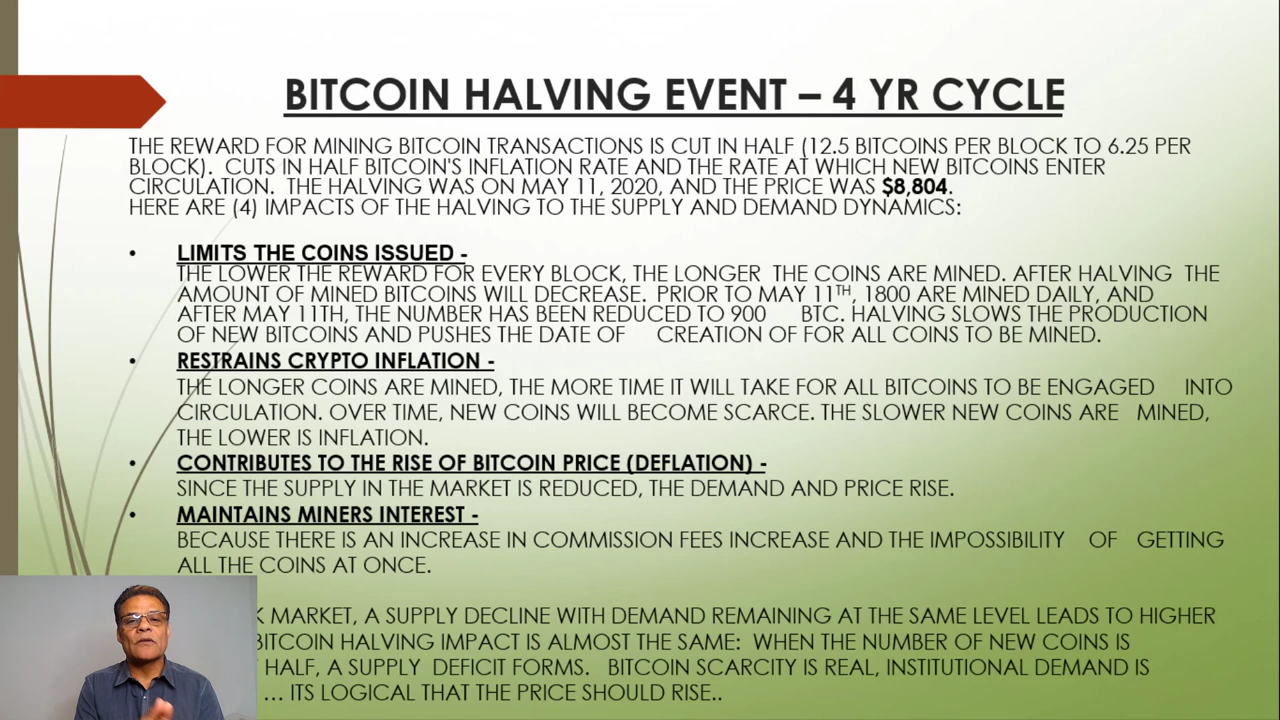 BITCOIN HALVING EVENT – 4 YR CYCLE
THE REWARD FOR MINING BITCOIN TRANSACTIONS IS CUT IN HALF (12.5 BITCOINS PER BLOCK TO 6.25 PER
BLOCK). CUTS IN HALF BITCOIN'S INFLATION RATE AND THE RATE AT WHICH NEW BITCOINS ENTER
CIRCULATION. THE HALVING WAS ON MAY 11, 2020, AND THE PRICE WAS $8,804.
HERE ARE (4) IMPACTS OF THE HALVING TO THE SUPPLY AND DEMAND DYNAMICS:
• LIMITS THE COINS ISSUED -
THE LOWER THE REWARD FOR EVERY BLOCK, THE LONGER THE COINS ARE MINED. AFTER HALVING THE
AMOUNT OF MINED BITCOINS WILL DECREASE. PRIOR TO MAY 11TH, 1800 ARE MINED DAILY, AND
AFTER MAY 11TH, THE NUMBER HAS BEEN REDUCED TO 900 BTC. HALVING SLOWS THE PRODUCTION
OF NEW BITCOINS AND PUSHES THE DATE OF CREATION OF FOR ALL COINS TO BE MINED.
• RESTRAINS CRYPTO INFLATION -
THE LONGER COINS ARE MINED, THE MORE TIME IT WILL TAKE FOR ALL BITCOINS TO BE ENGAGED INTO
CIRCULATION. OVER TIME, NEW COINS WILL BECOME SCARCE. THE SLOWER NEW COINS ARE MINED,
THE LOWER IS INFLATION.
• CONTRIBUTES TO THE RISE OF BITCOIN PRICE (DEFLATION) -
SINCE THE SUPPLY IN THE MARKET IS REDUCED, THE DEMAND AND PRICE RISE.
• MAINTAINS MINERS INTEREST -
BECAUSE THERE IS AN INCREASE IN COMMISSION FEES INCREASE AND THE IMPOSSIBILITY OF GETTING
ALL THE COINS AT ONCE.
MARKET, A SUPPLY DECLINE WITH DEMAND REMAINING AT THE SAME LEVEL LEADS TO HIGHER
BITCOIN HALVING IMPACT IS ALMOST THE SAME: WHEN THE NUMBER OF NEW COINS IS
HALF, A SUPPLY DEFICIT FORMS. BITCOIN SCARCITY IS REAL, INSTITUTIONAL DEMAND IS
... ITS LOGICAL THAT THE PRICE SHOULD RISE..